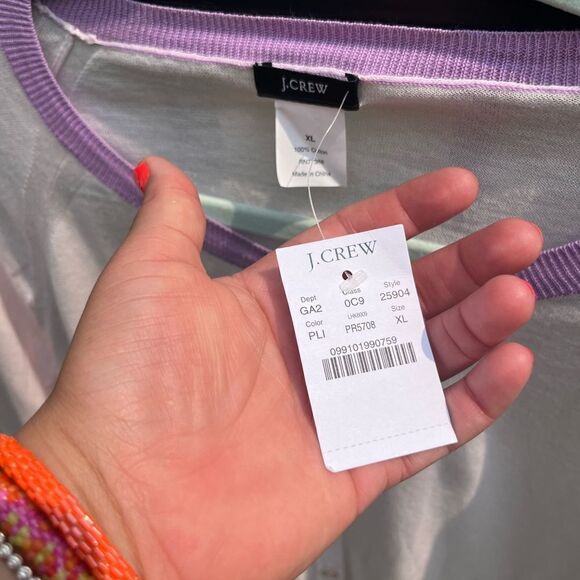 J.CREW
XL
100% Cotton
Made in China
J.CREW
Dept Class Style
GA2 0C9 25904
Color Size
PLI PR5708 XL
099101990759